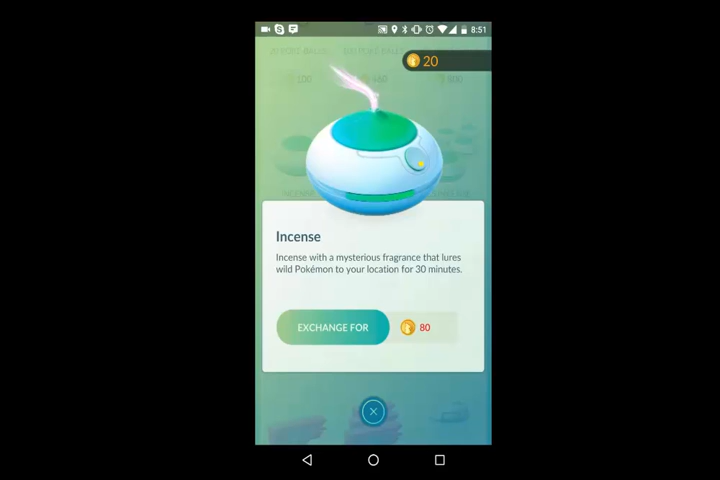 8:51
20
Incense
Incense with a mysterious fragrance that lures
wild Pokémon to your location for 30 minutes.
EXCHANGE FOR
80